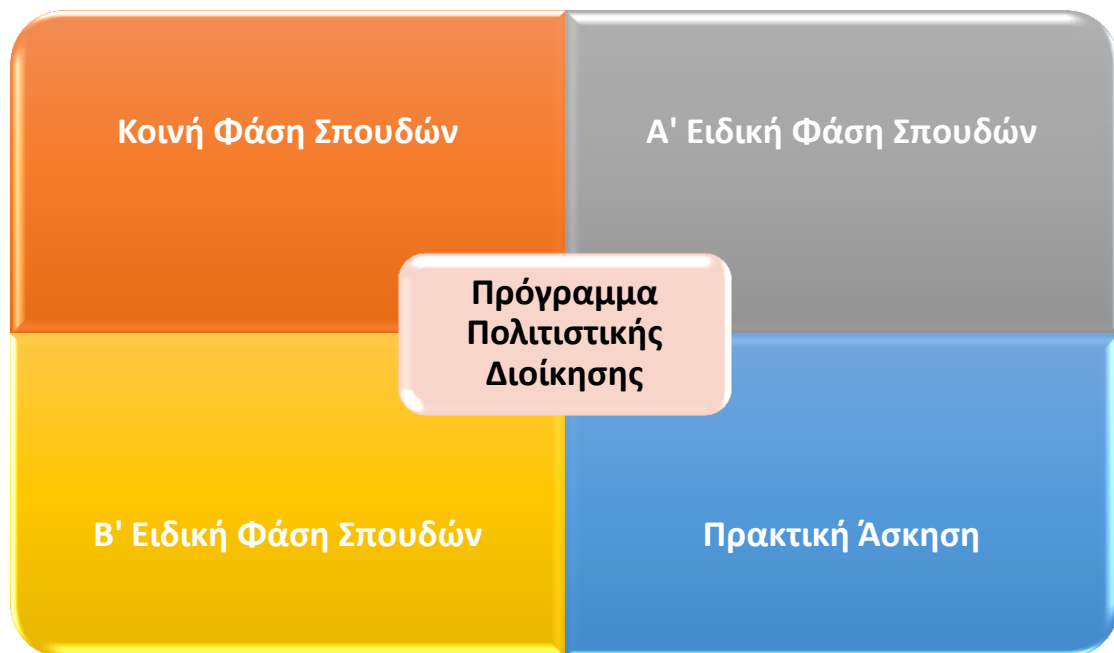 Κοινή Φάση Σπουδών
Α' Ειδική Φάση Σπουδών
Πρόγραμμα
Πολιτιστικής
Διοίκησης
Β' Ειδική Φάση Σπουδών
Πρακτική Άσκηση